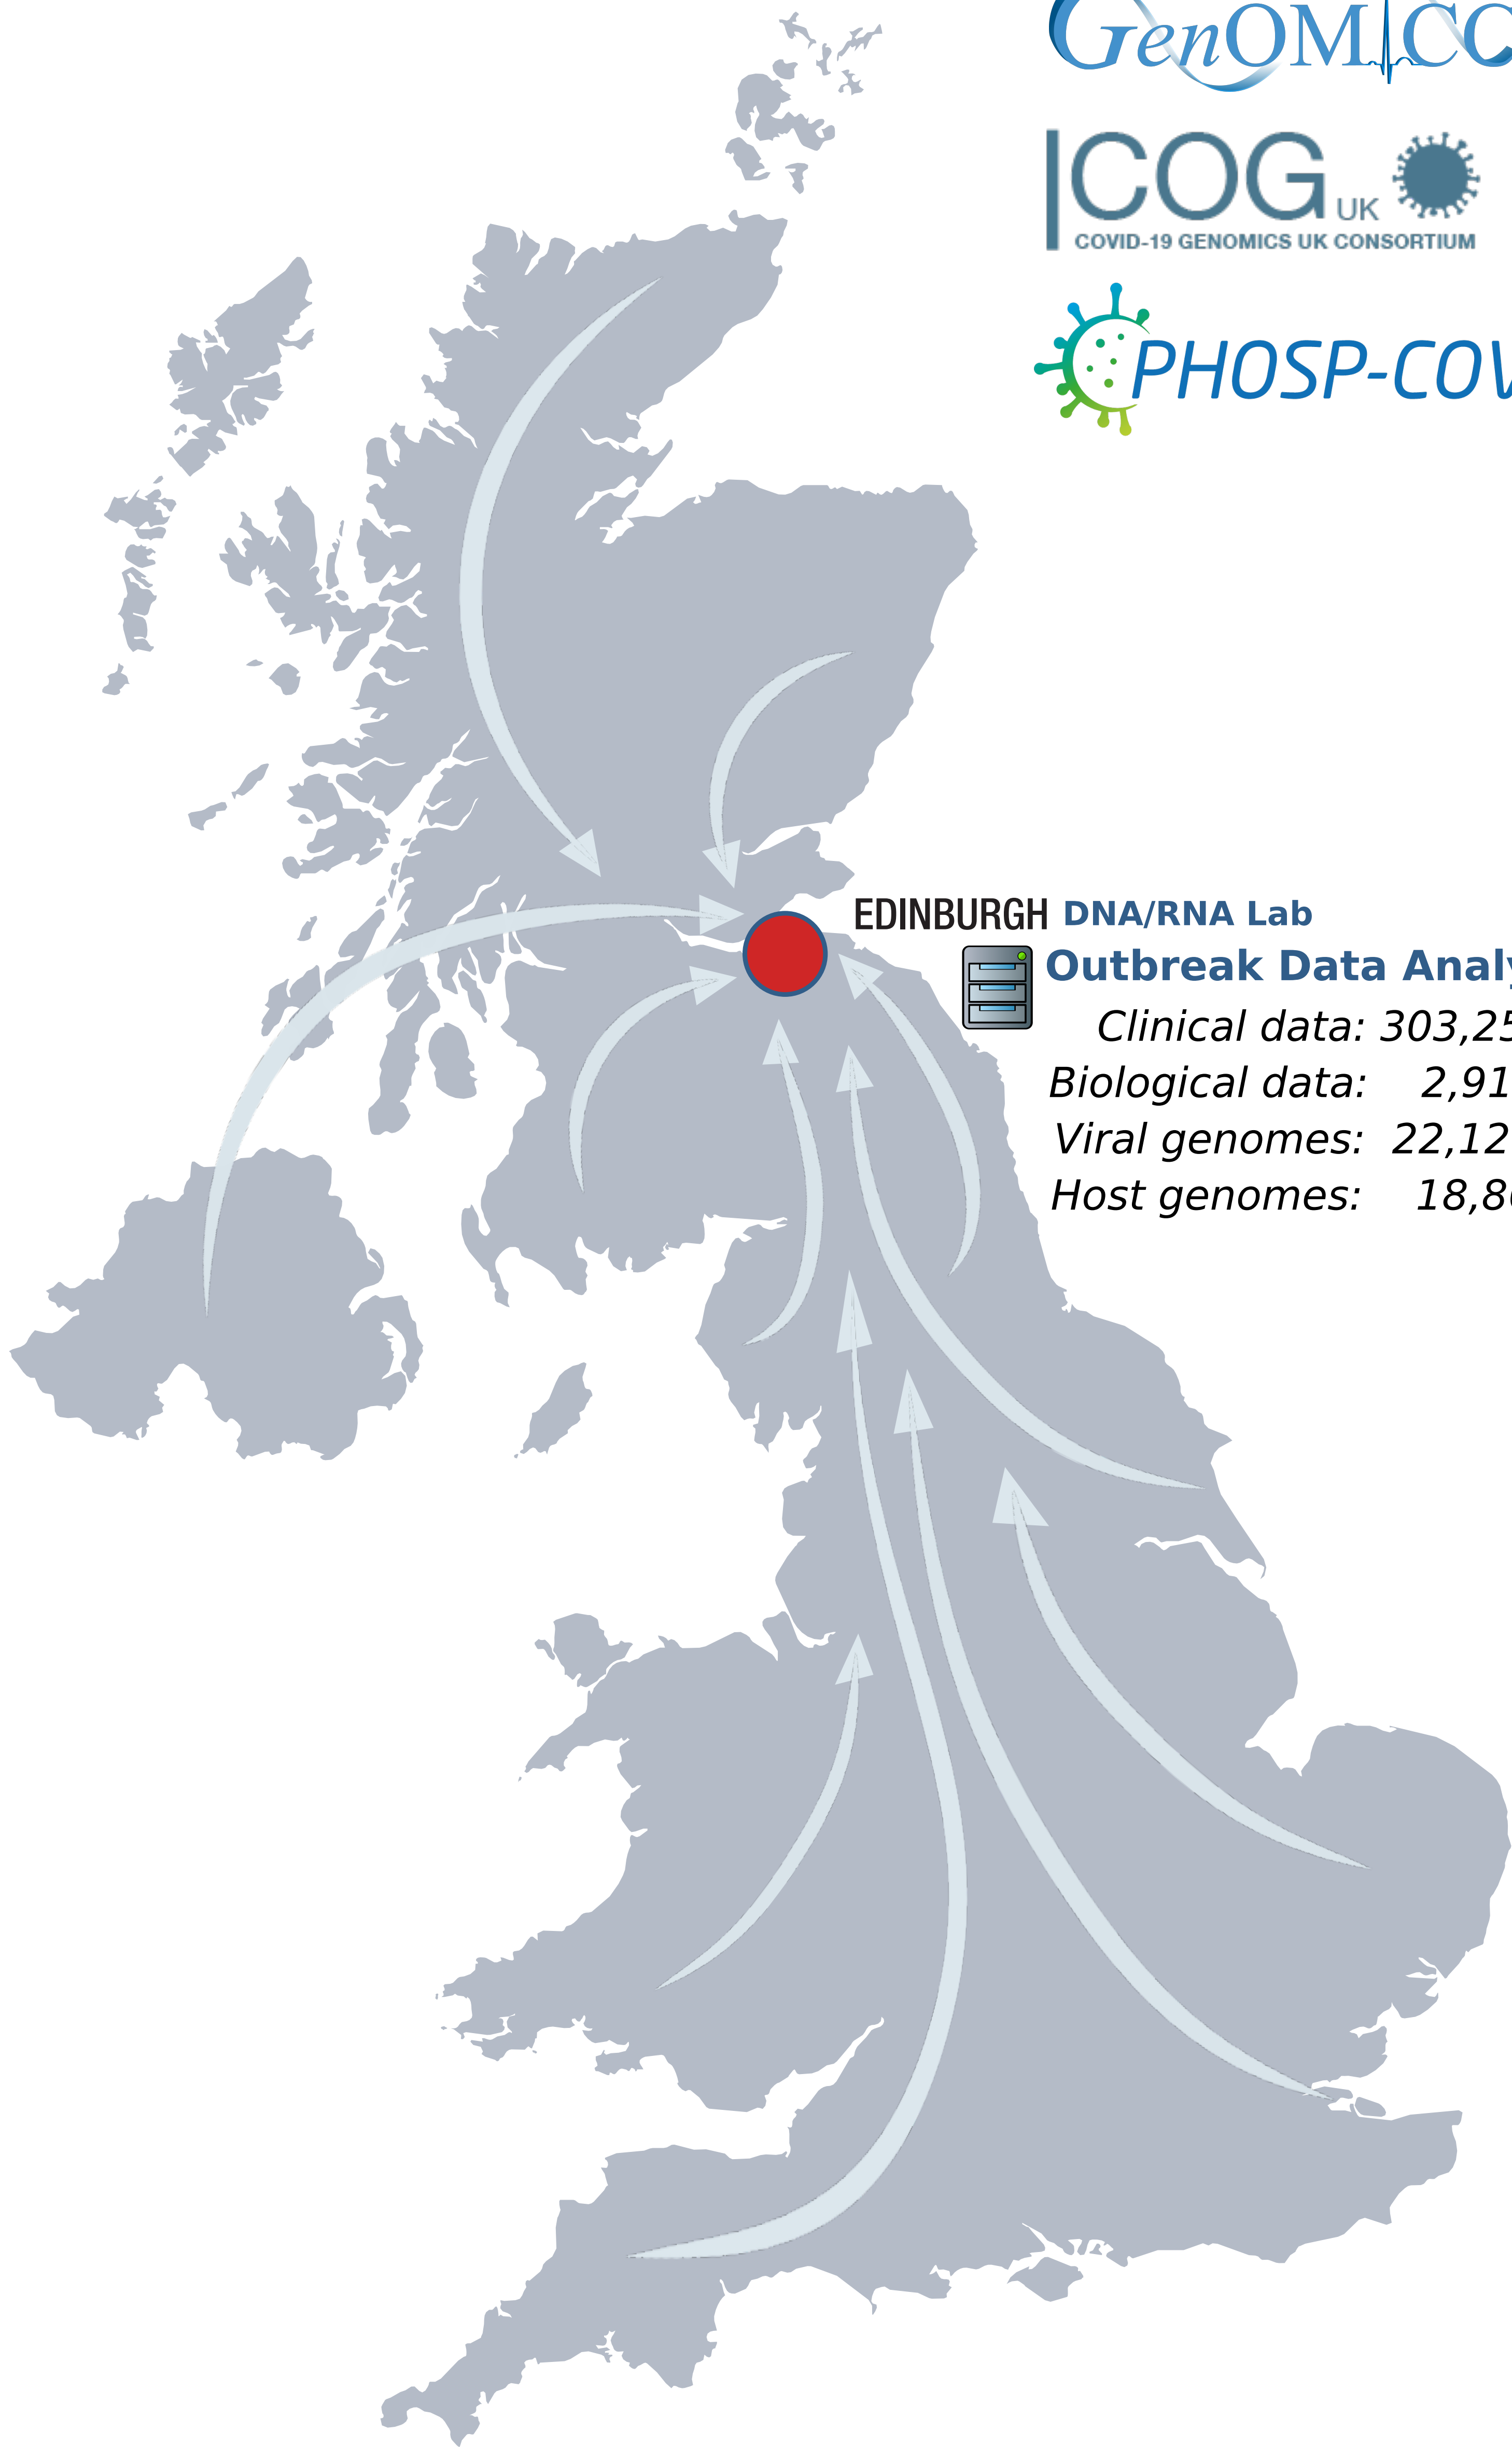 GenOMICC
COG UK
COVID-19 GENOMICS UK CONSORTIUM
PHOSP-COV
EDINBURGH DNA/RNA Lab
Outbreak Data Analy
Clinical data: 303,25
Biological data: 2,91
Viral genomes: 22,12
Host genomes: 18,8